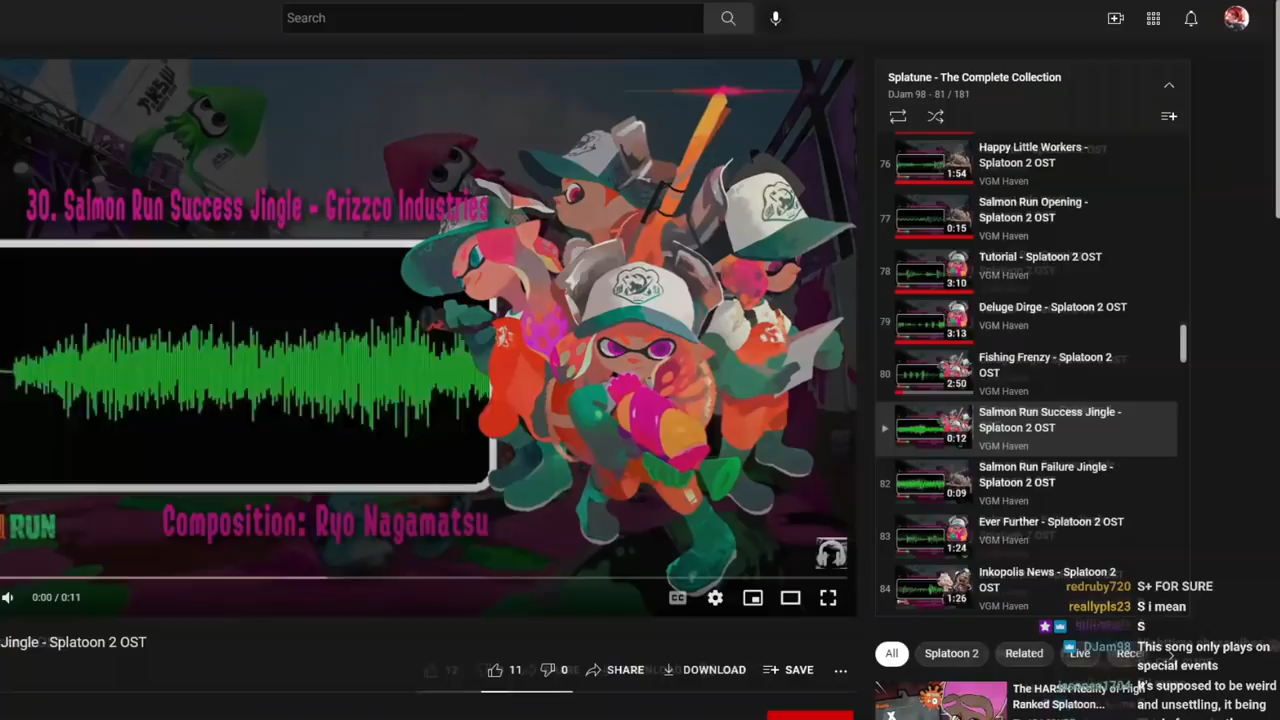 Search
Splatune - The Complete Collection
DJam 98 - 81 / 181
30. Salmon Run Success Jingle - Grizzco Industries
RUN
Composition: Ryo Nagamatsu
76
Happy Little Workers -
Splatoon 2 OST
VGM Haven
1:54
77
Salmon Run Opening -
Splatoon 2 OST
VGM Haven
0:15
78
Tutorial - Splatoon 2 OST
VGM Haven
3:10
79
Deluge Dirge - Splatoon 2 OST
VGM Haven
3:13
80
Fishing Frenzy - Splatoon 2
OST
VGM Haven
2:50
Salmon Run Success Jingle -
Splatoon 2 OST
VGM Haven
0:12
82
Salmon Run Failure Jingle -
Splatoon 2 OST
VGM Haven
0:09
83
Ever Further - Splatoon 2 OST
VGM Haven
1:24
84
Inkopolis News - Splatoon 2
OST
VGM Haven
1:26
0:00 / 0:11
CC
Jingle - Splatoon 2 OST
11
0
SHARE
DOWNLOAD
SAVE
All
Splatoon 2
Related
Live
The HARSH Reality of High
Ranked Splatoon...
redruby720 S+ FOR SURE
reallypls23 S i mean
S
DJam98 This song only plays on
special events
It's supposed to be weird
and unsettling, it being